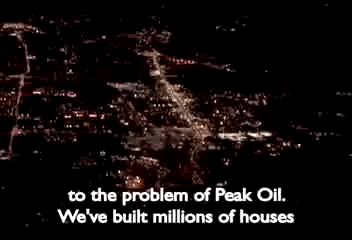 to the problem of Peak Oil.
We've built millions of houses